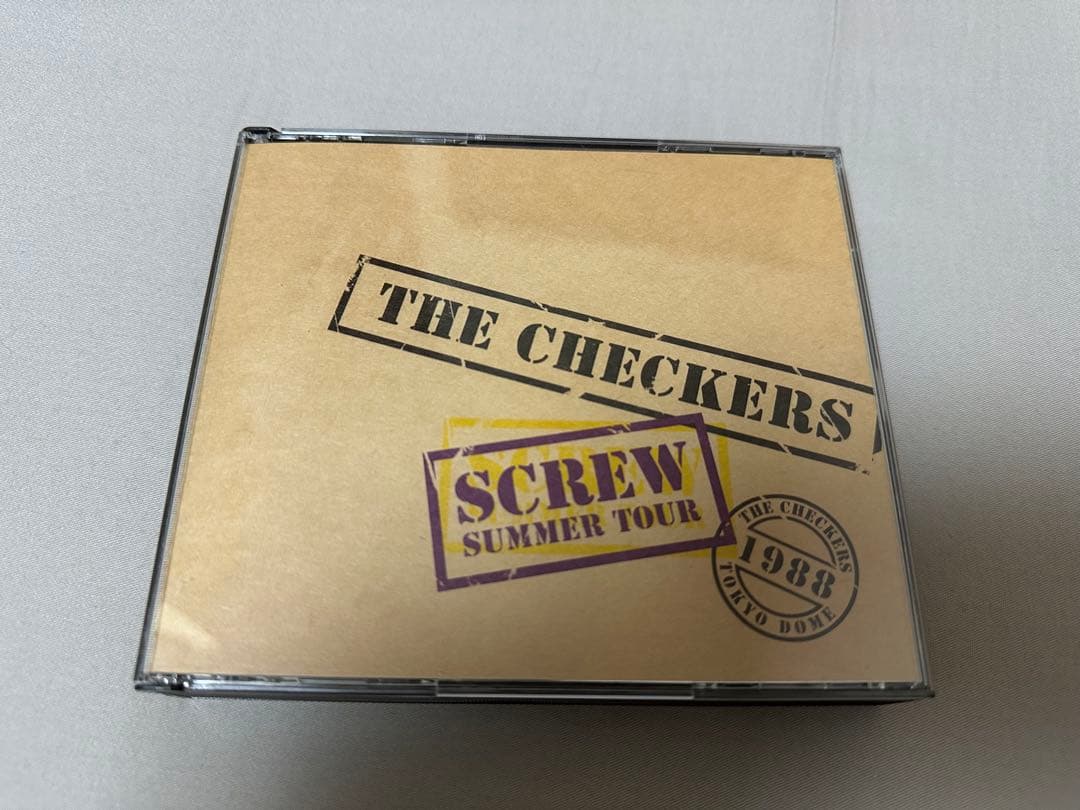 THE CHECKERS
SCREW
SUMMER TOUR
THE CHECKERS
1988
TOKYO DOME